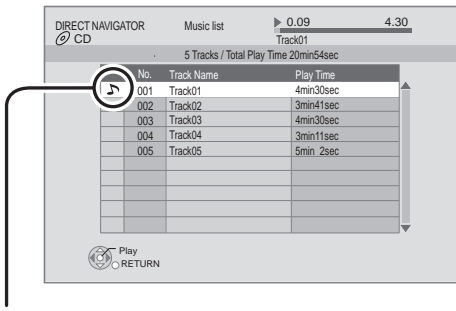 DIRECT NAVIGATOR Music list 0.09 4.30
CD Track01
5 Tracks / Total Play Time 20min54sec
No. Track Name Play Time
001 Track01 4min30sec
002 Track02 3min41sec
003 Track03 4min30sec
004 Track04 3min11sec
005 Track05 5min 2sec
Play
RETURN